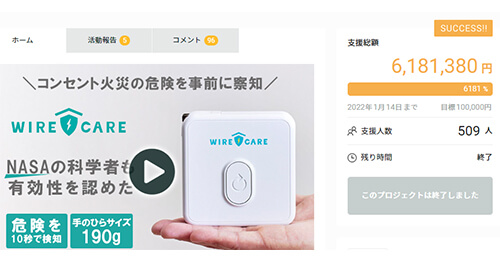 ホーム
活動報告 5
コメント 96
＼コンセント火災の危険を事前に察知／
WIRE CARE
NASAの科学者も
有効性を認めた
危険を
10秒で検知
手のひらサイズ
190g
WIRE CARE
SUCCESS!!
支援総額
6,181,380 円
6181 %
2022年1月14日まで 目標100,000円
支援人数 509 人
残り時間 終了
このプロジェクトは終了しました